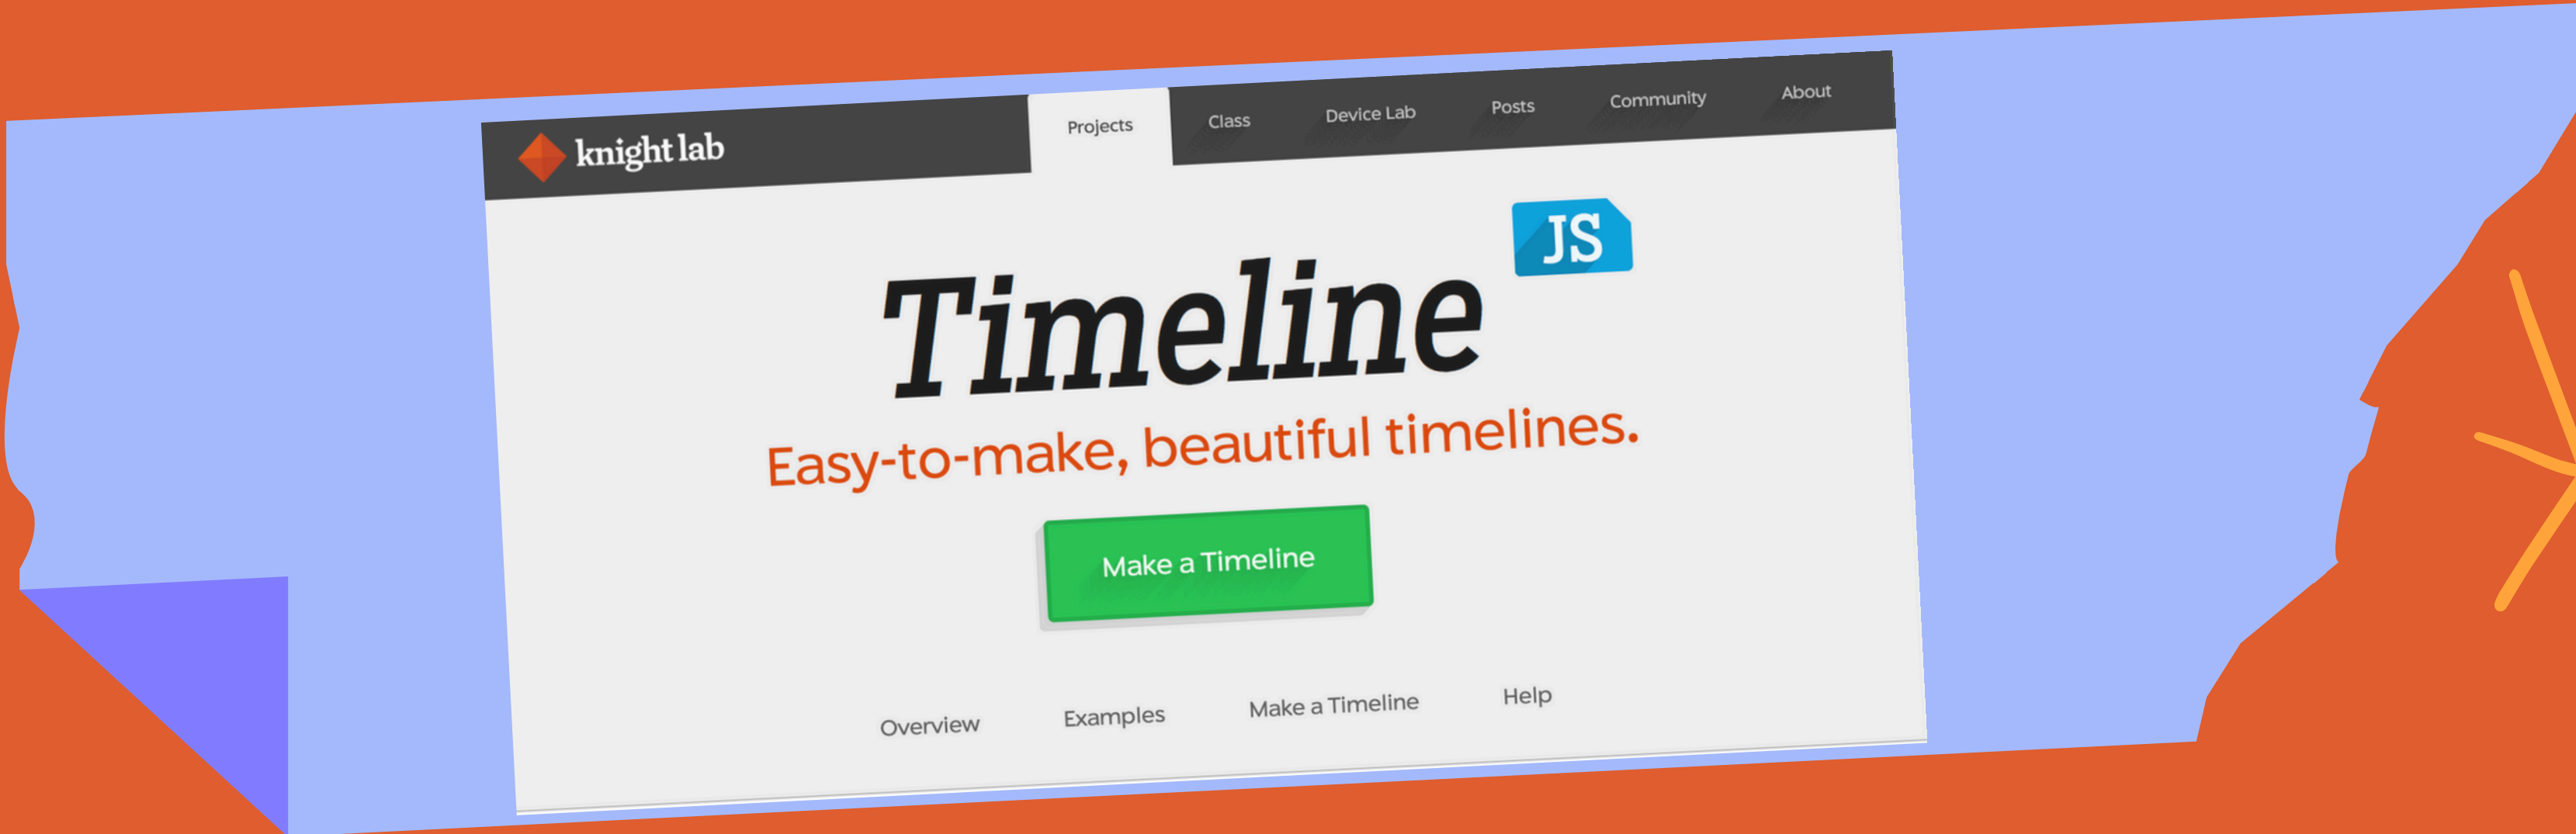 knight lab
Projects Class Device Lab Posts Community About
JS
Timeline
Easy-to-make, beautiful timelines.
Make a Timeline
Overview Examples Make a Timeline Help